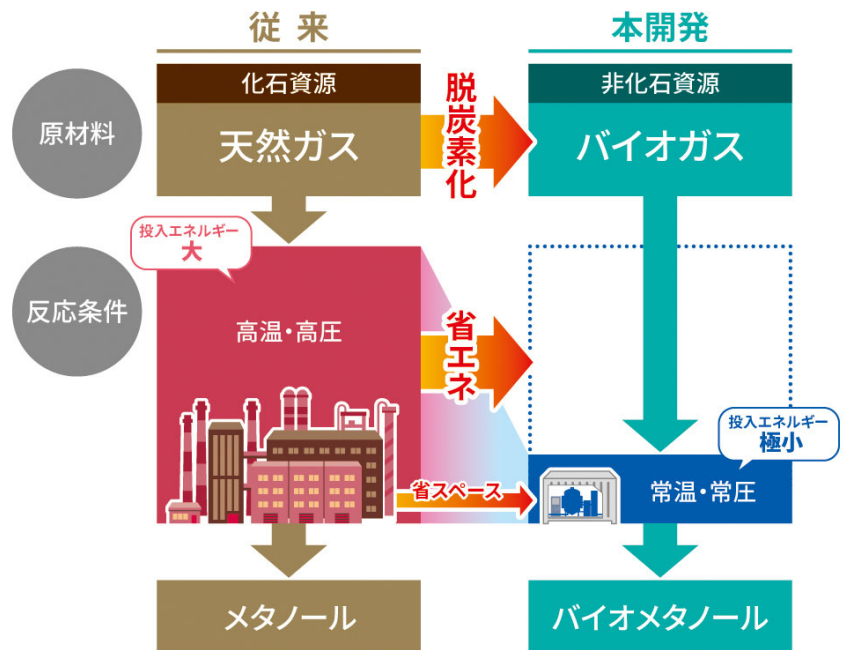 従来
本開発
原材料
化石資源
天然ガス
脱炭素化
非化石資源
バイオガス
反応条件
投入エネルギー
大
高温・高圧
省エネ
省スペース
投入エネルギー
極小
常温・常圧
メタノール
バイオメタノール